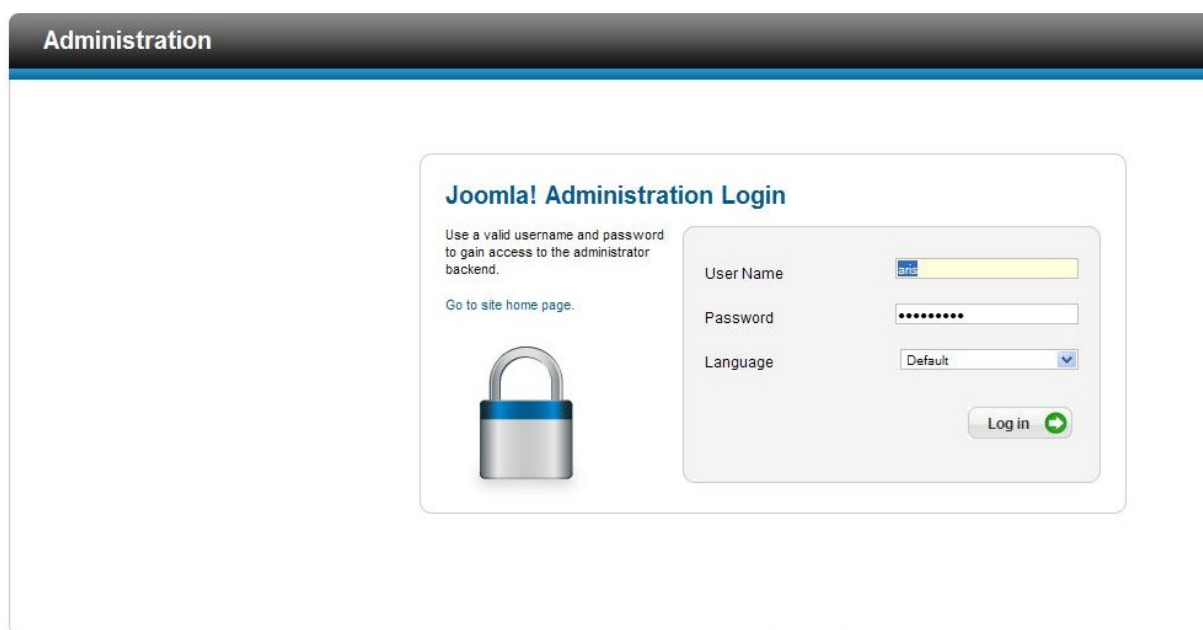 Administration
Joomla! Administration Login
Use a valid username and password
to gain access to the administrator
backend.
Go to site home page.
User Name
aris
Password
•••••••••
Language
Default
Log in